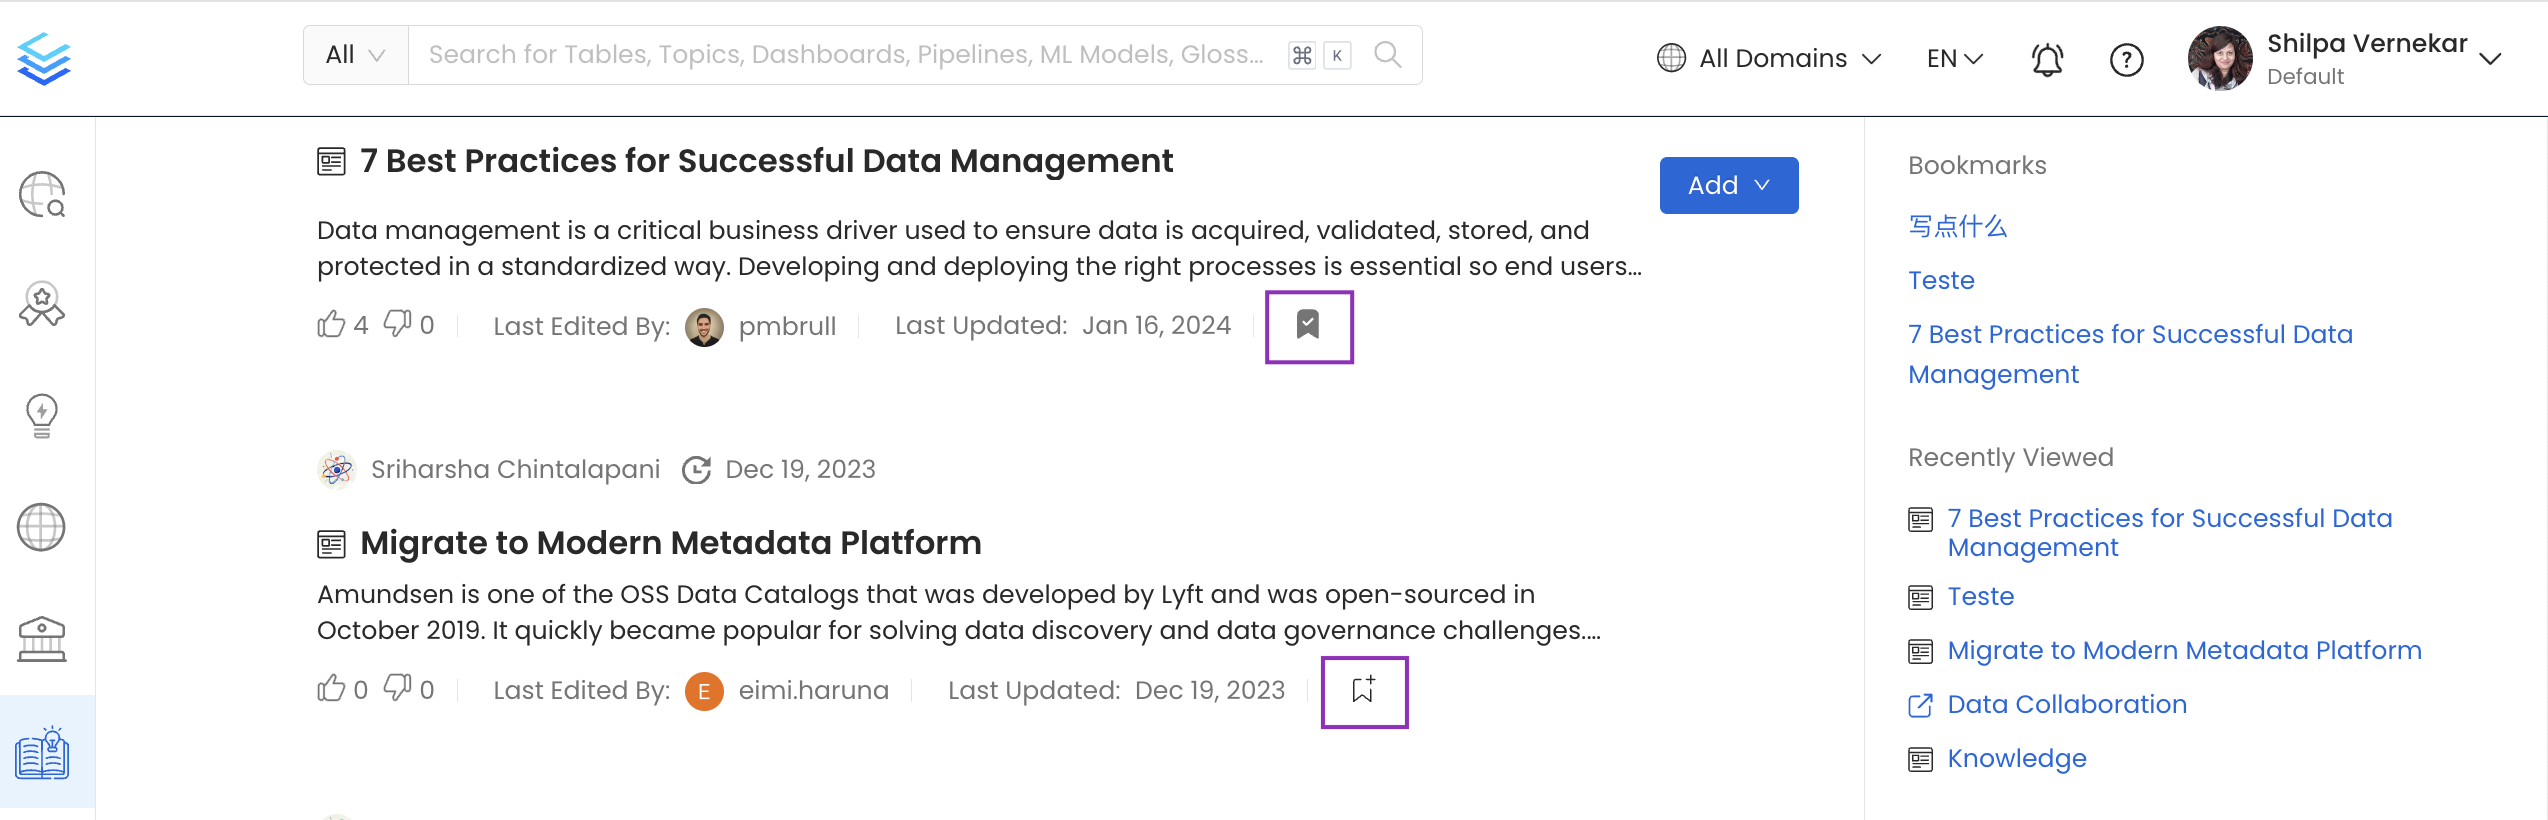 All
Search for Tables, Topics, Dashboards, Pipelines, ML Models, Gloss...
⌘ K
All Domains
EN
?
Shilpa Vernekar
Default
7 Best Practices for Successful Data Management
Add
Data management is a critical business driver used to ensure data is acquired, validated, stored, and
protected in a standardized way. Developing and deploying the right processes is essential so end users...
4 0 Last Edited By: pmbrull Last Updated: Jan 16, 2024
Sriharsha Chintalapani Dec 19, 2023
Migrate to Modern Metadata Platform
Amundsen is one of the OSS Data Catalogs that was developed by Lyft and was open-sourced in
October 2019. It quickly became popular for solving data discovery and data governance challenges....
0 0 Last Edited By: E eimi.haruna Last Updated: Dec 19, 2023
Bookmarks
写点什么
Teste
7 Best Practices for Successful Data
Management
Recently Viewed
7 Best Practices for Successful Data
Management
Teste
Migrate to Modern Metadata Platform
Data Collaboration
Knowledge